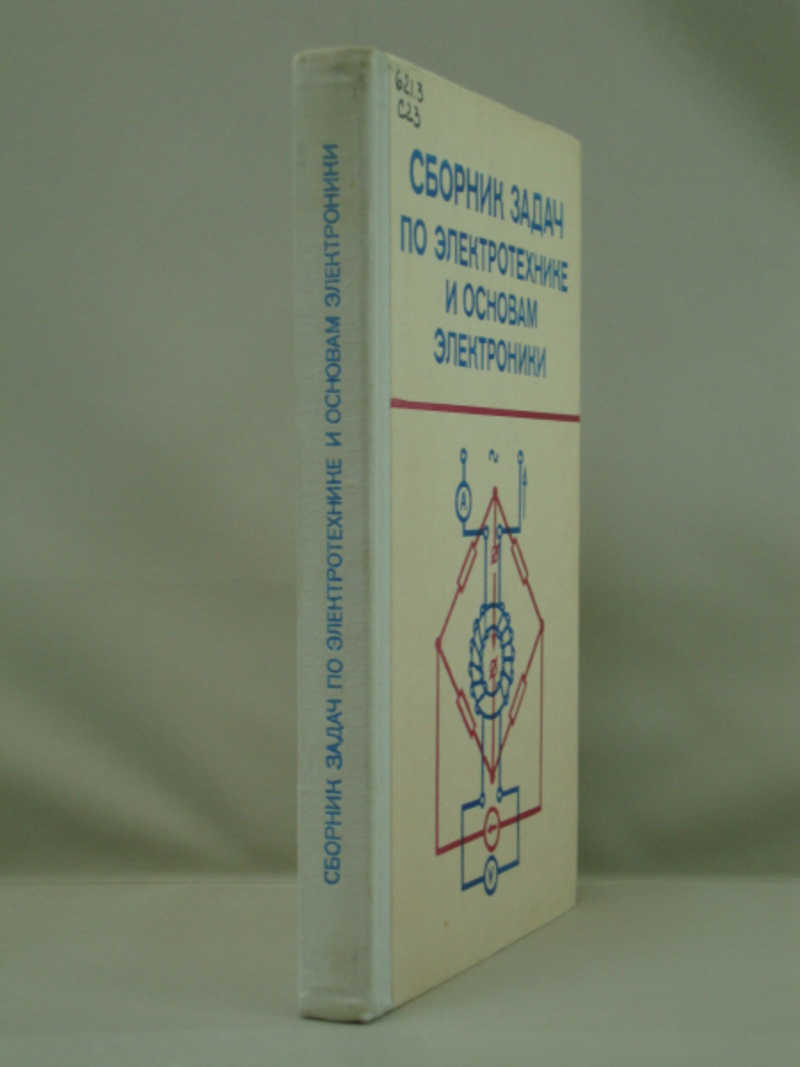 СБОРНИК ЗАДАЧ ПО ЭЛЕКТРОТЕХНИКЕ И ОСНОВАМ ЭЛЕКТРОНИКИ
621.3
С23
СБОРНИК ЗАДАЧ
ПО ЭЛЕКТРОТЕХНИКЕ
И ОСНОВАМ
ЭЛЕКТРОНИКИ
~
A
V